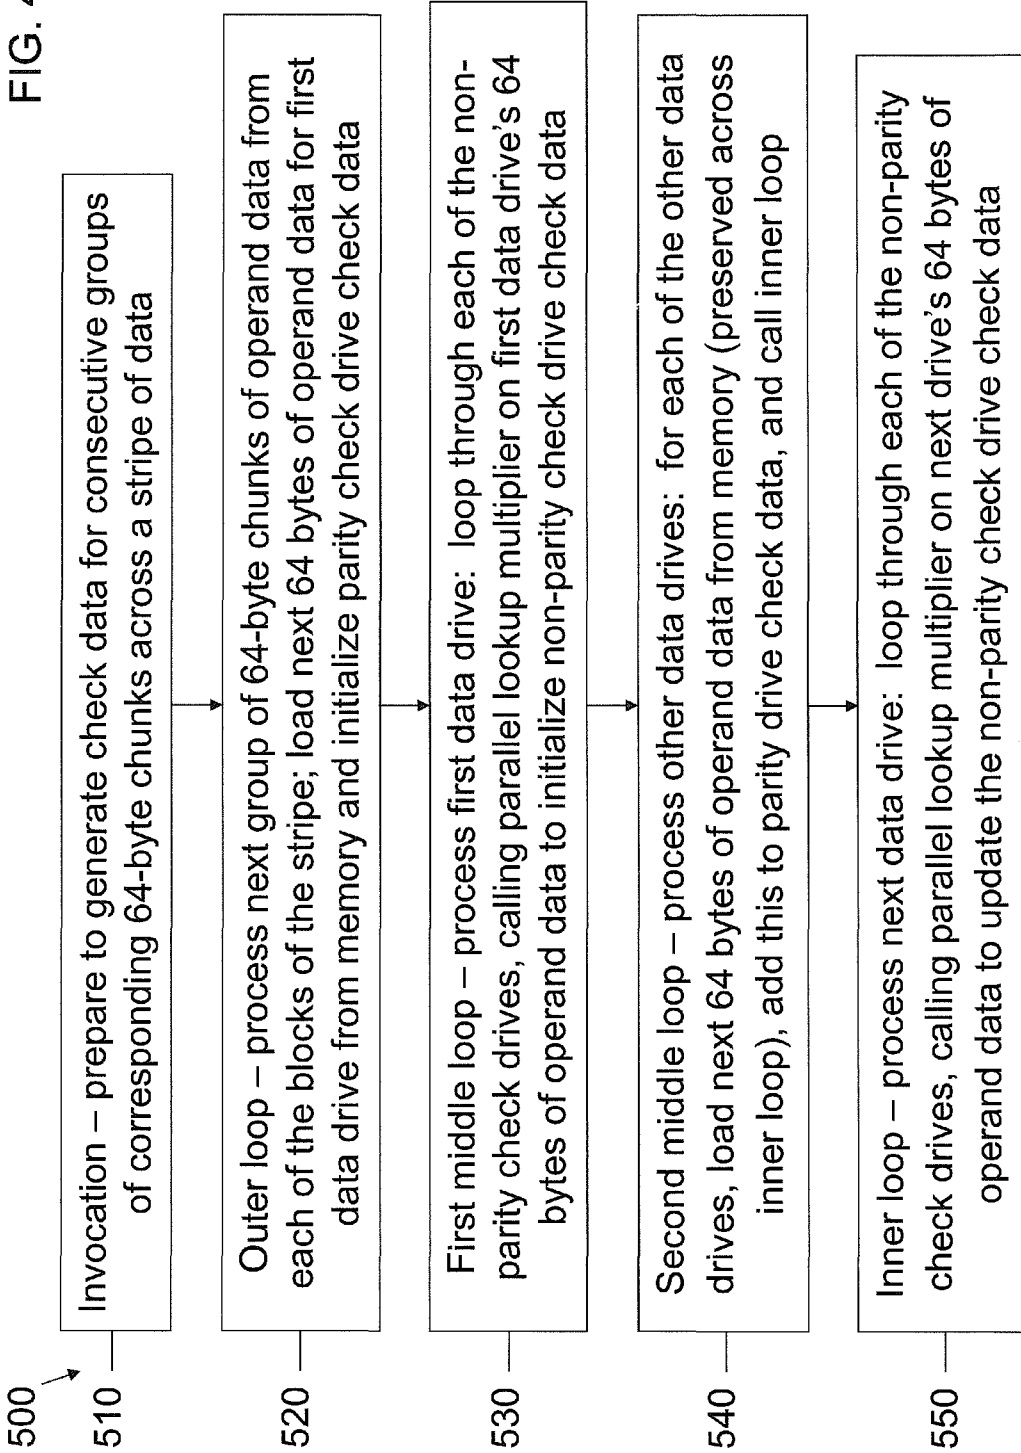 FIG. 4
500
510
Invocation – prepare to generate check data for consecutive groups
of corresponding 64-byte chunks across a stripe of data
520
Outer loop – process next group of 64-byte chunks of operand data from
each of the blocks of the stripe; load next 64 bytes of operand data for first
data drive from memory and initialize parity check drive check data
530
First middle loop – process first data drive: loop through each of the non-
parity check drives, calling parallel lookup multiplier on first data drive's 64
bytes of operand data to initialize non-parity check drive check data
540
Second middle loop – process other data drives: for each of the other data
drives, load next 64 bytes of operand data from memory (preserved across
inner loop), add this to parity drive check data, and call inner loop
550
Inner loop – process next data drive: loop through each of the non-parity
check drives, calling parallel lookup multiplier on next drive's 64 bytes of
operand data to update the non-parity check drive check data